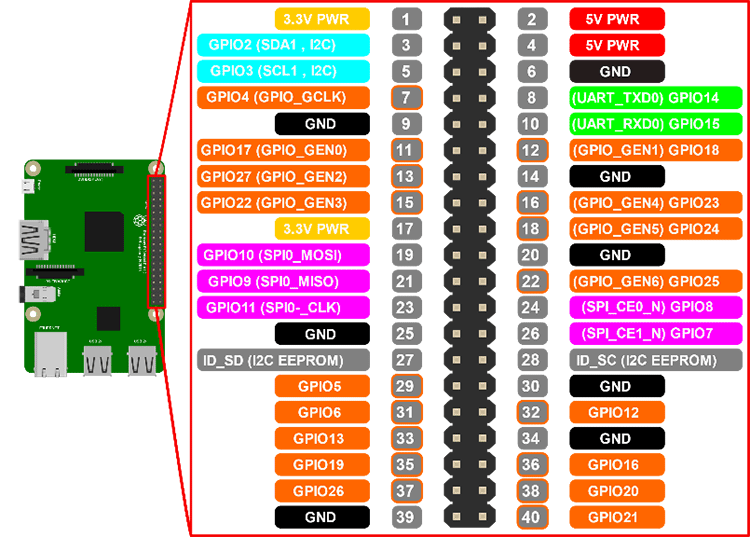 3.3V PWR 1 2 5V PWR
GPIO2 (SDA1 , I2C) 3 4 5V PWR
GPIO3 (SCL1 , I2C) 5 6 GND
GPIO4 (GPIO_GCLK) 7 8 (UART_TXD0) GPIO14
GND 9 10 (UART_RXD0) GPIO15
GPIO17 (GPIO_GEN0) 11 12 (GPIO_GEN1) GPIO18
GPIO27 (GPIO_GEN2) 13 14 GND
GPIO22 (GPIO_GEN3) 15 16 (GPIO_GEN4) GPIO23
3.3V PWR 17 18 (GPIO_GEN5) GPIO24
GPIO10 (SPI0_MOSI) 19 20 GND
GPIO9 (SPI0_MISO) 21 22 (GPIO_GEN6) GPIO25
GPIO11 (SPI0-_CLK) 23 24 (SPI_CE0_N) GPIO8
GND 25 26 (SPI_CE1_N) GPIO7
ID_SD (I2C EEPROM) 27 28 ID_SC (I2C EEPROM)
GPIO5 29 30 GND
GPIO6 31 32 GPIO12
GPIO13 33 34 GND
GPIO19 35 36 GPIO16
GPIO26 37 38 GPIO20
GND 39 40 GPIO21